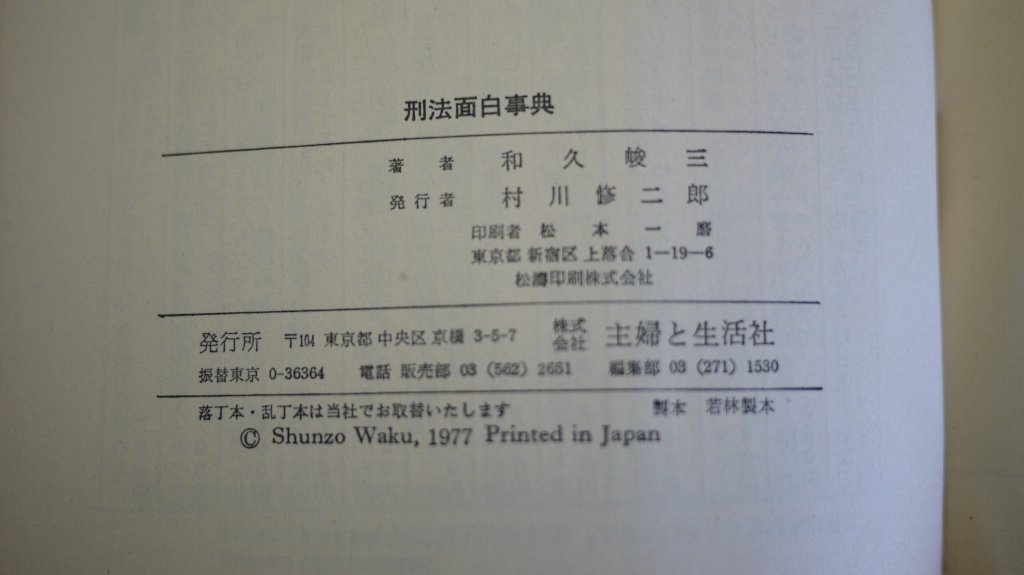 刑法面白事典
著者 和久峻三
発行者 村川修二郎
印刷者 松本一磨
東京都新宿区上落合 1―19―6
松濤印刷株式会社
発行所 〒104 東京都中央区京橋 3-5-7 株式会社 主婦と生活社
振替東京 0-36364 電話 販売部 03 (562) 2651 編集部 03 (271) 1530
落丁本・乱丁本は当社でお取替いたします 製本 若林製本
© Shunzo Waku, 1977 Printed in Japan